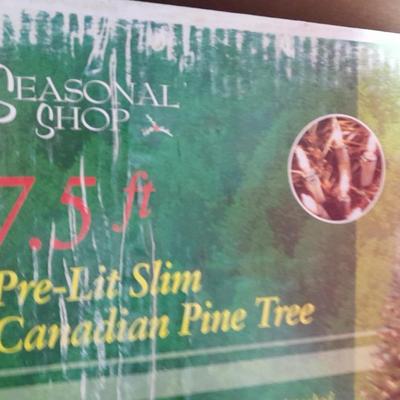 SEASONAL
SHOP
7.5 ft
Pre-Lit Slim
Canadian Pine Tree